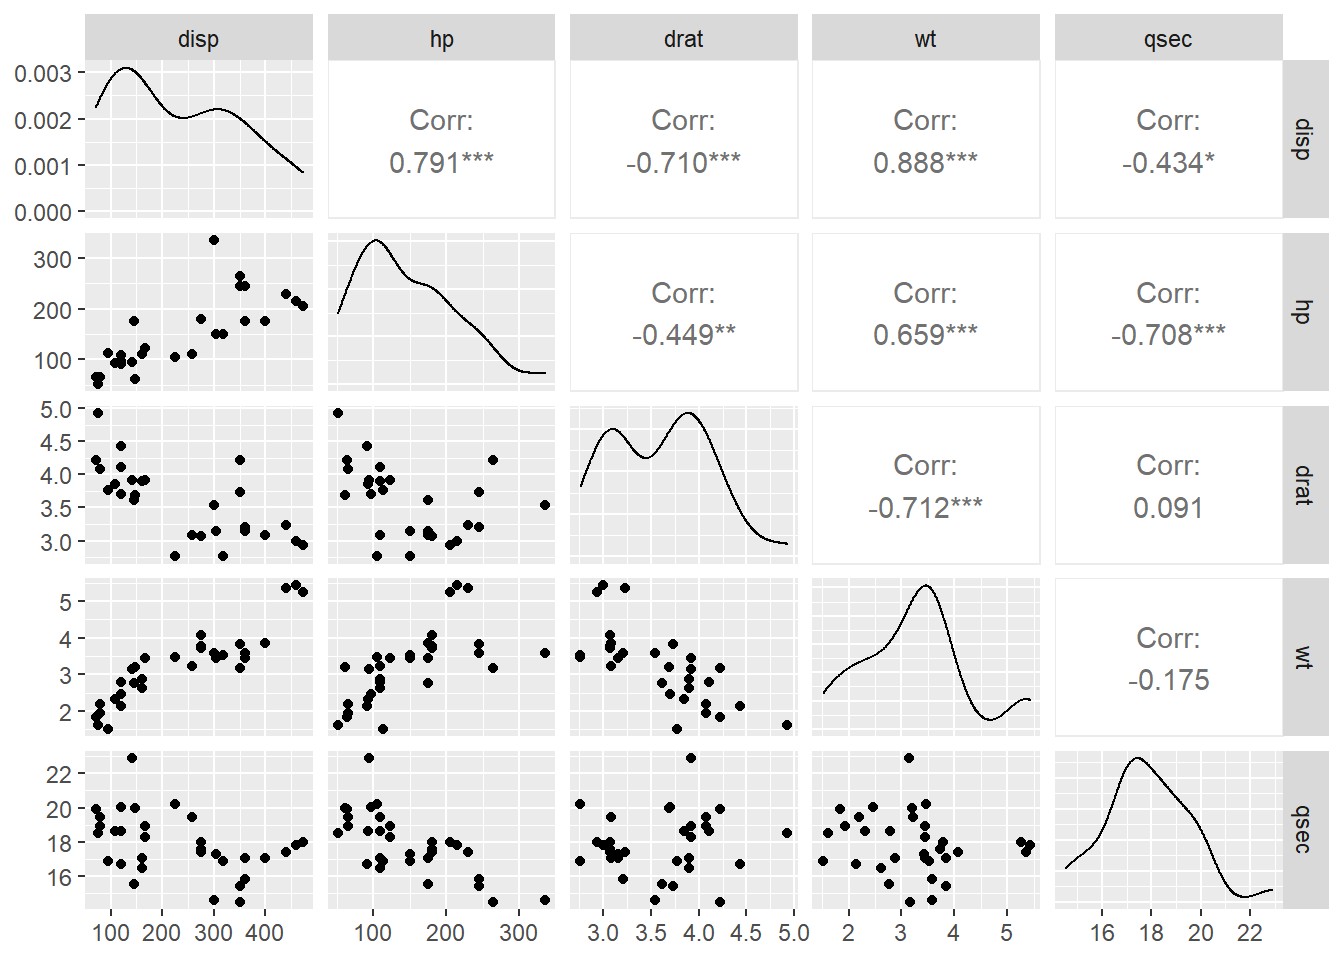 disp
hp
drat
wt
qsec
0.003
0.002
0.001
0.000
Corr:
0.791***
Corr:
-0.710***
Corr:
0.888***
Corr:
-0.434*
disp
300
200
100
Corr:
-0.449**
Corr:
0.659***
Corr:
-0.708***
hp
5.0
4.5
4.0
3.5
3.0
Corr:
-0.712***
Corr:
0.091
drat
5
4
3
2
Corr:
-0.175
wt
22
20
18
16
qsec
100 200 300 400
100 200 300
3.0 3.5 4.0 4.5 5.0
2 3 4 5
16 18 20 22